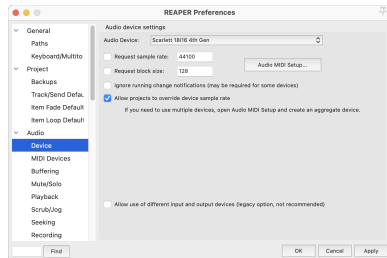 REAPER Preferences
General
Paths
Keyboard/Multito
Project
Backups
Track/Send Defau
Item Fade Default
Item Loop Default
Audio
Device
MIDI Devices
Buffering
Mute/Solo
Playback
Scrub/Jog
Seeking
Recording
Find
Audio device settings
Audio Device: Scarlett 18i16 4th Gen
Request sample rate: 44100
Audio MIDI Setup...
Request block size: 128
Ignore running change notifications (may be required for some devices)
Allow projects to override device sample rate
If you need to use multiple devices, open Audio MIDI Setup and create an aggregate device.
Allow use of different input and output devices (legacy option, not recommended)
OK Cancel Apply